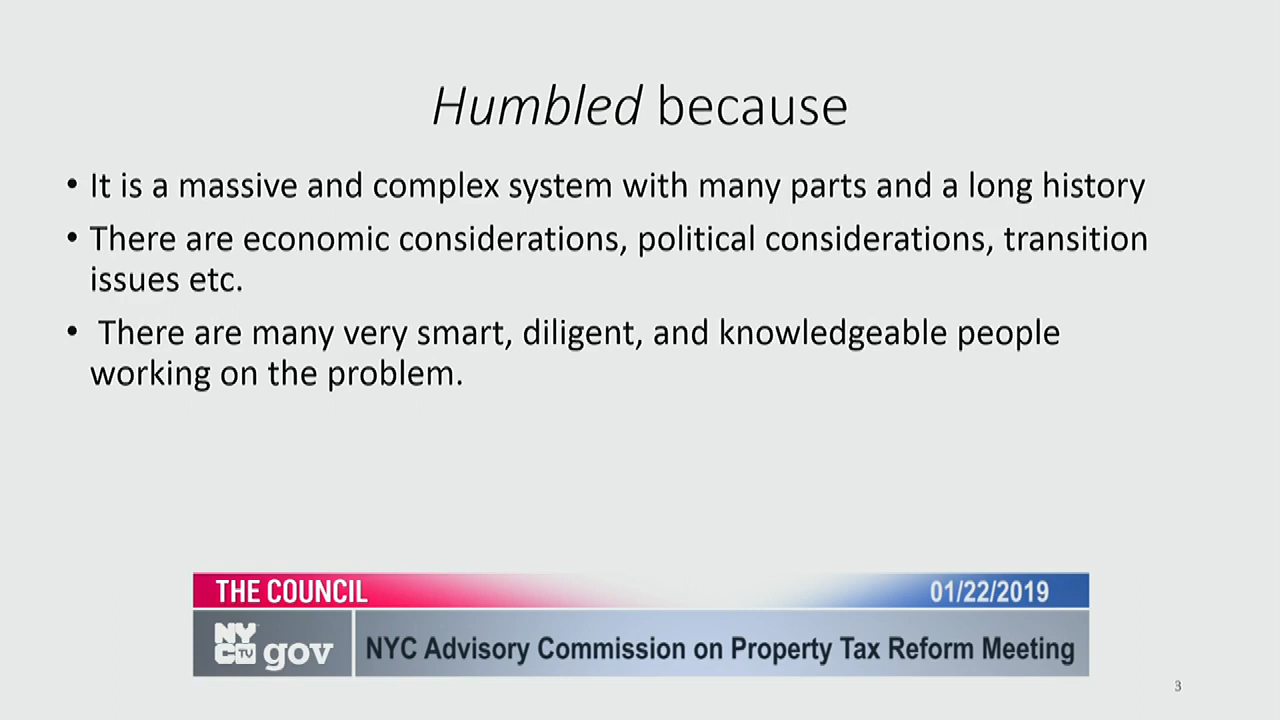 Humbled because
• It is a massive and complex system with many parts and a long history
• There are economic considerations, political considerations, transition
issues etc.
• There are many very smart, diligent, and knowledgeable people
working on the problem.
THE COUNCIL
01/22/2019
NYC TV gov
NYC Advisory Commission on Property Tax Reform Meeting
3